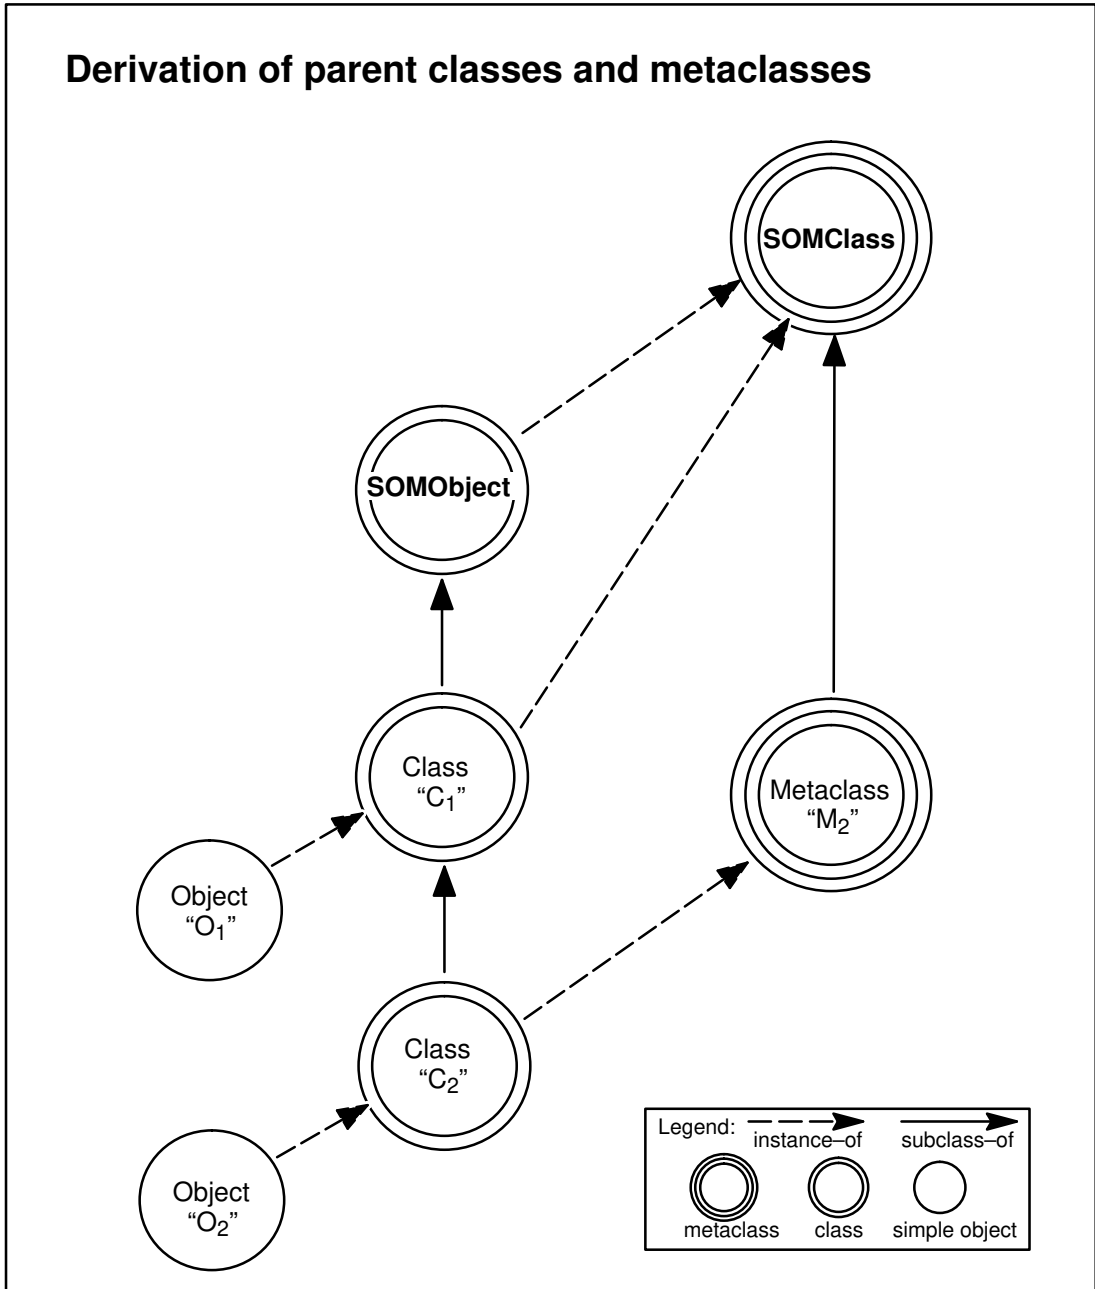 Derivation of parent classes and metaclasses
SOMClass
SOMObject
Class
“C₁”
Metaclass
“M₂”
Object
“O₁”
Class
“C₂”
Object
“O₂”
Legend:
instance–of
subclass–of
metaclass
class
simple object